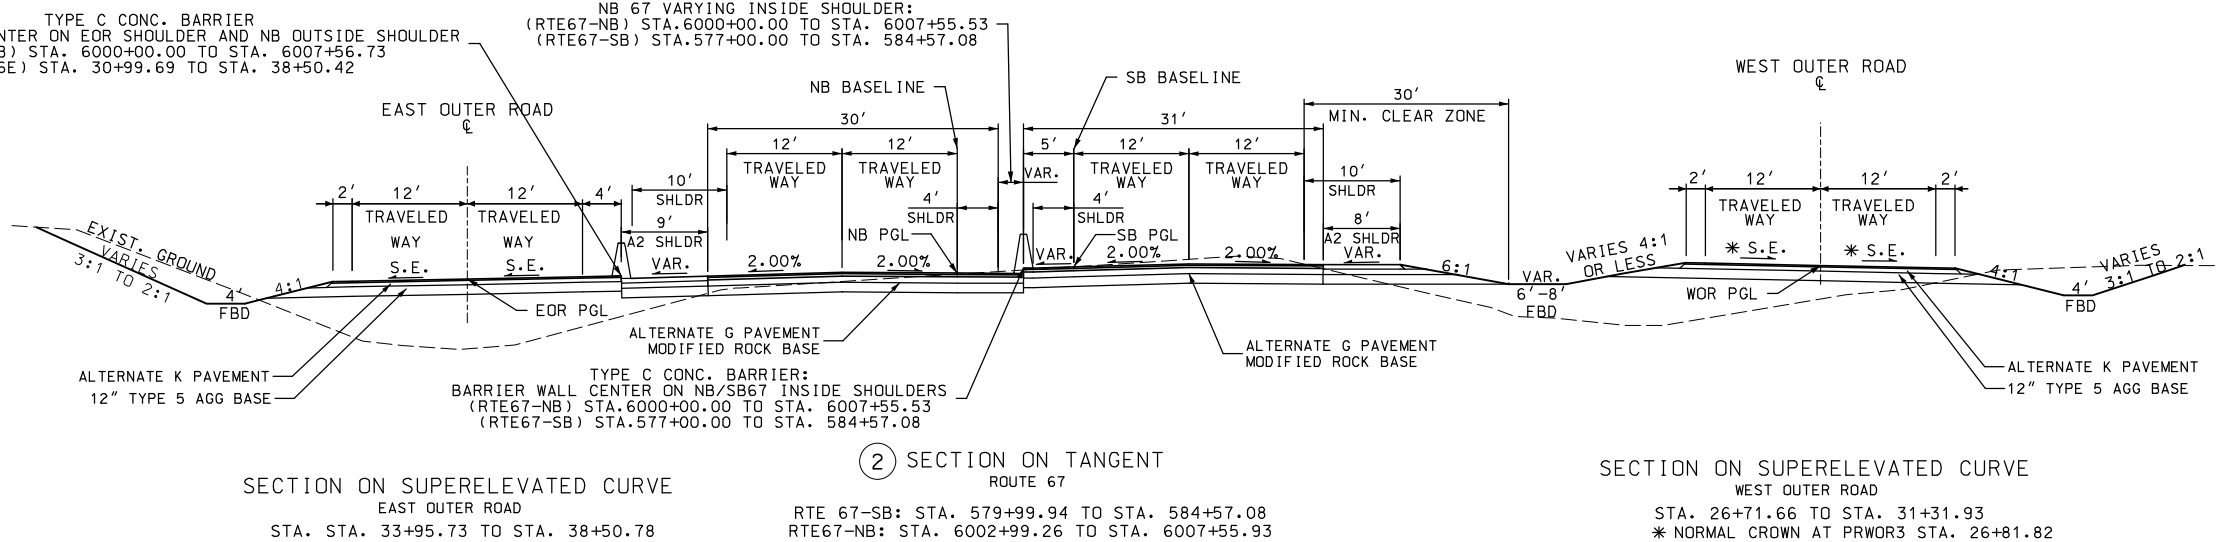 TYPE C CONC. BARRIER
NTER ON EOR SHOULDER AND NB OUTSIDE SHOULDER
B) STA. 6000+00.00 TO STA. 6007+56.73
SE) STA. 30+99.69 TO STA. 38+50.42
NB 67 VARYING INSIDE SHOULDER:
(RTE67-NB) STA.6000+00.00 TO STA. 6007+55.53
(RTE67-SB) STA.577+00.00 TO STA. 584+57.08
NB BASELINE
SB BASELINE
EAST OUTER ROAD
℄
WEST OUTER ROAD
℄
30'
31'
30'
MIN. CLEAR ZONE
12'
TRAVELED
WAY
12'
TRAVELED
WAY
5'
VAR.
12'
TRAVELED
WAY
12'
TRAVELED
WAY
2'
12'
TRAVELED
WAY
S.E.
12'
TRAVELED
WAY
S.E.
4'
10'
SHLDR
9'
A2 SHLDR
VAR.
4'
SHLDR
4'
SHLDR
10'
SHLDR
8'
A2 SHLDR
VAR.
2'
12'
TRAVELED
WAY
* S.E.
12'
TRAVELED
WAY
* S.E.
2'
NB PGL
SB PGL
2.00%
2.00%
VAR.
2.00%
2.00%
EXIST. GROUND
VARIES
3:1 TO 2:1
4'
FBD
4:1
EOR PGL
6:1
VAR.
6'-8'
FBD
VARIES 4:1
OR LESS
WOR PGL
4:1
4'
FBD
VARIES
3:1 TO 2:1
ALTERNATE G PAVEMENT
MODIFIED ROCK BASE
ALTERNATE G PAVEMENT
MODIFIED ROCK BASE
ALTERNATE K PAVEMENT
12" TYPE 5 AGG BASE
TYPE C CONC. BARRIER:
BARRIER WALL CENTER ON NB/SB67 INSIDE SHOULDERS
(RTE67-NB) STA.6000+00.00 TO STA. 6007+55.53
(RTE67-SB) STA.577+00.00 TO STA. 584+57.08
ALTERNATE K PAVEMENT
12" TYPE 5 AGG BASE
SECTION ON SUPERELEVATED CURVE
EAST OUTER ROAD
STA. STA. 33+95.73 TO STA. 38+50.78
2 SECTION ON TANGENT
ROUTE 67
RTE 67-SB: STA. 579+99.94 TO STA. 584+57.08
RTE67-NB: STA. 6002+99.26 TO STA. 6007+55.93
SECTION ON SUPERELEVATED CURVE
WEST OUTER ROAD
STA. 26+71.66 TO STA. 31+31.93
* NORMAL CROWN AT PRWOR3 STA. 26+81.82